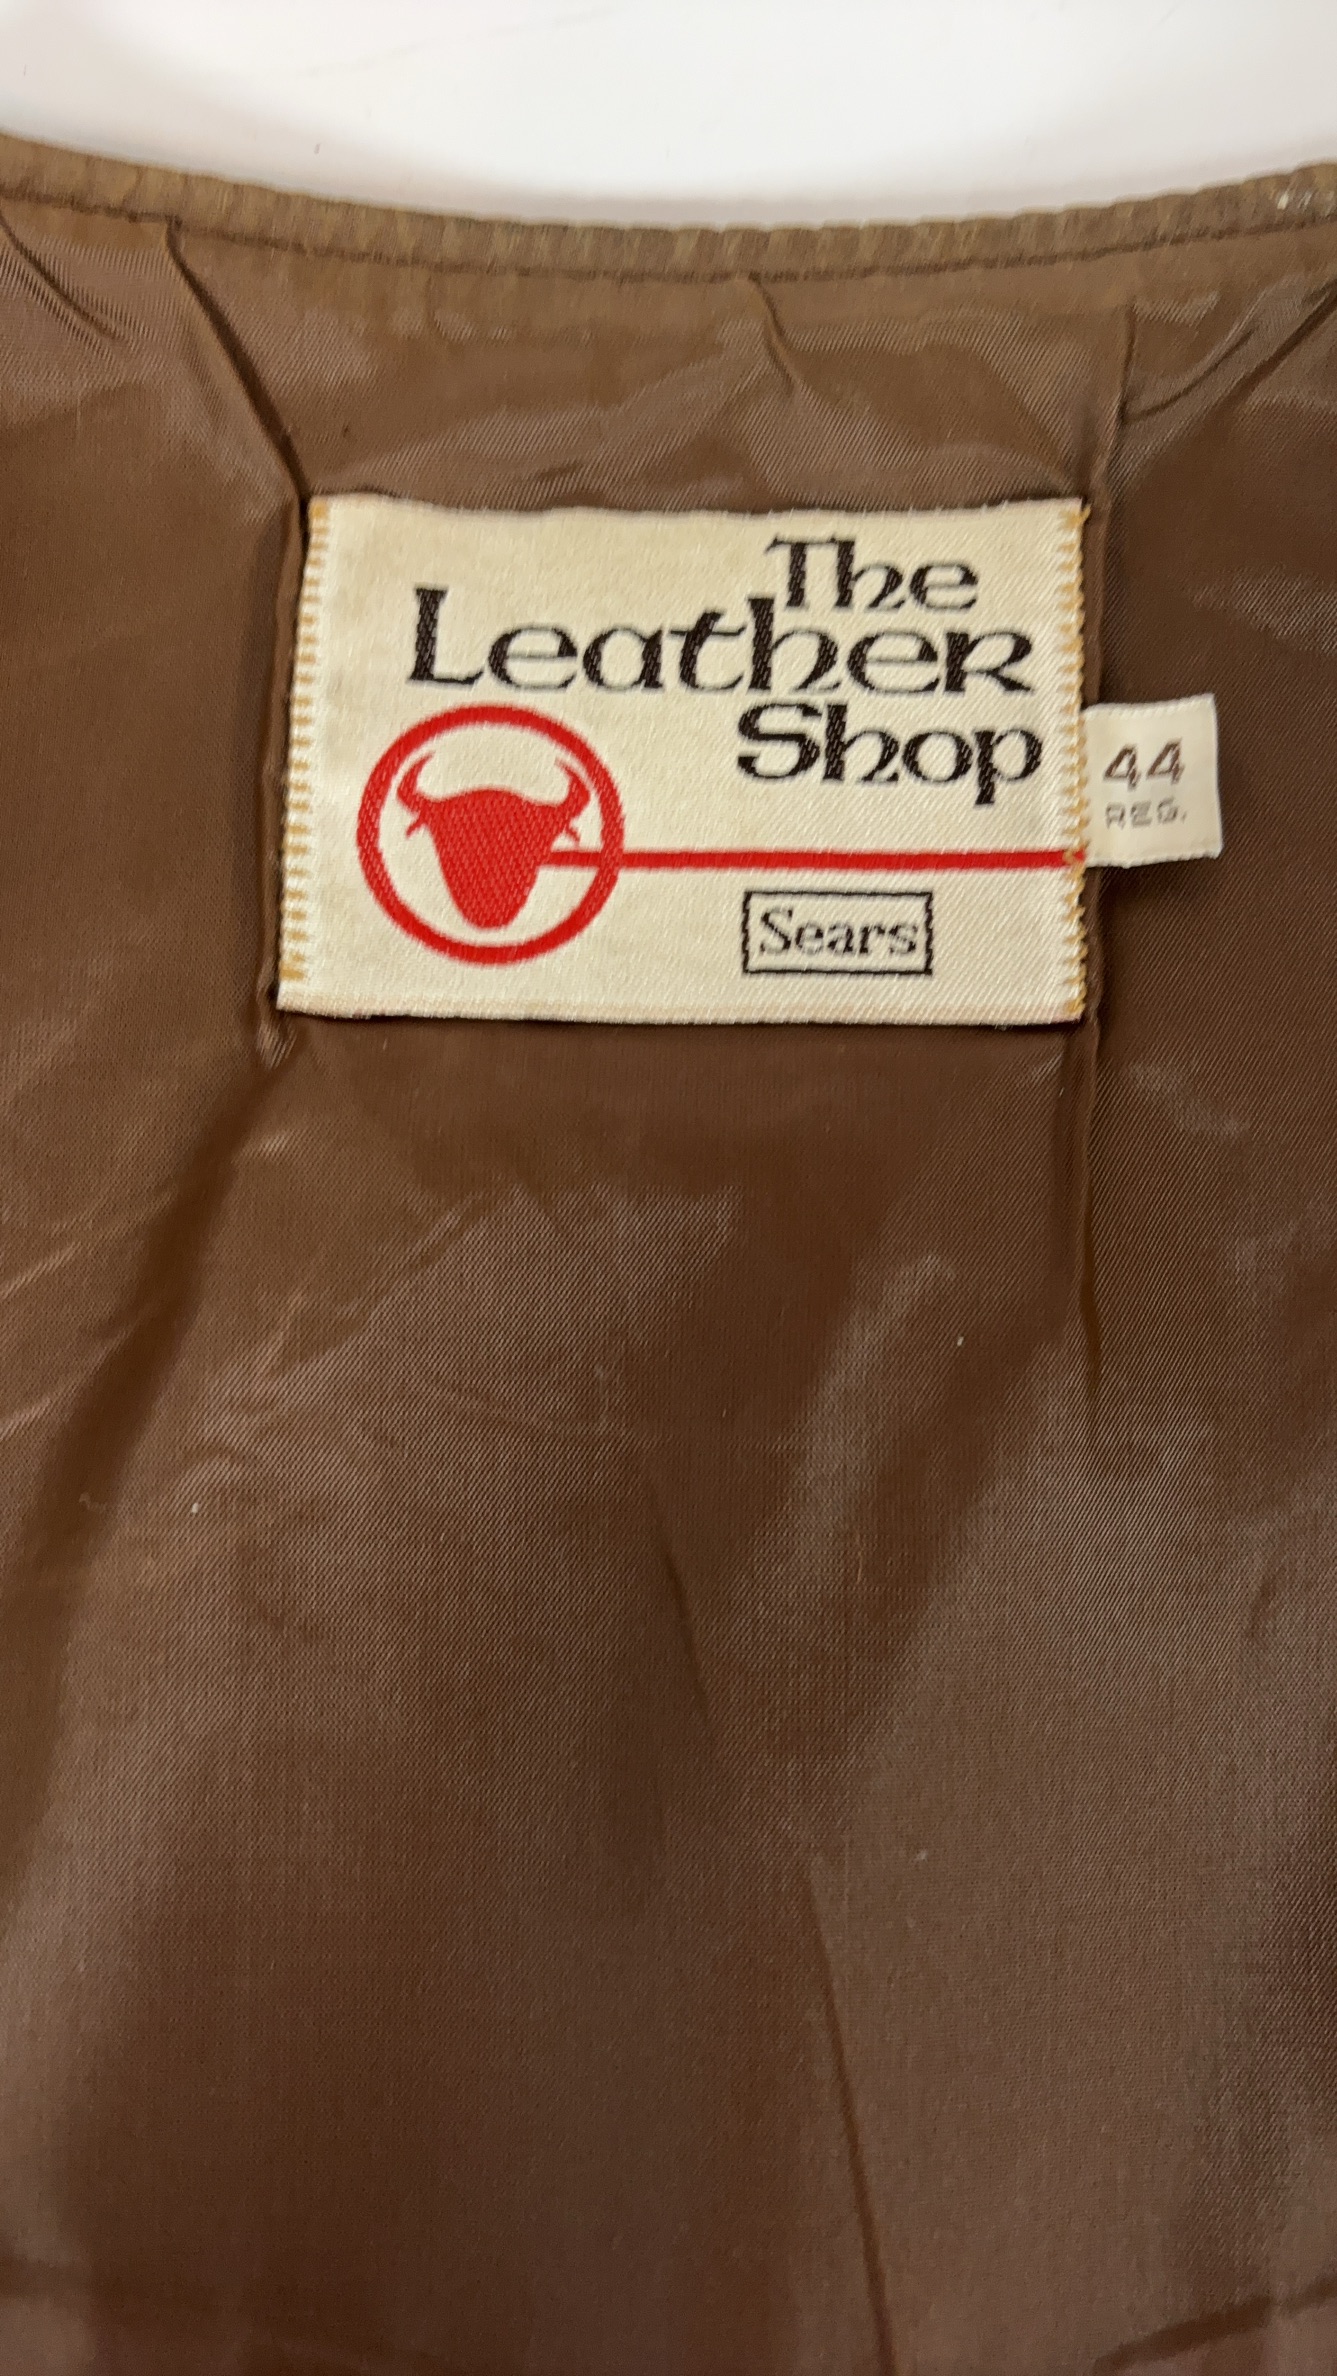 The
Leather
Shop
44
REG.
Sears